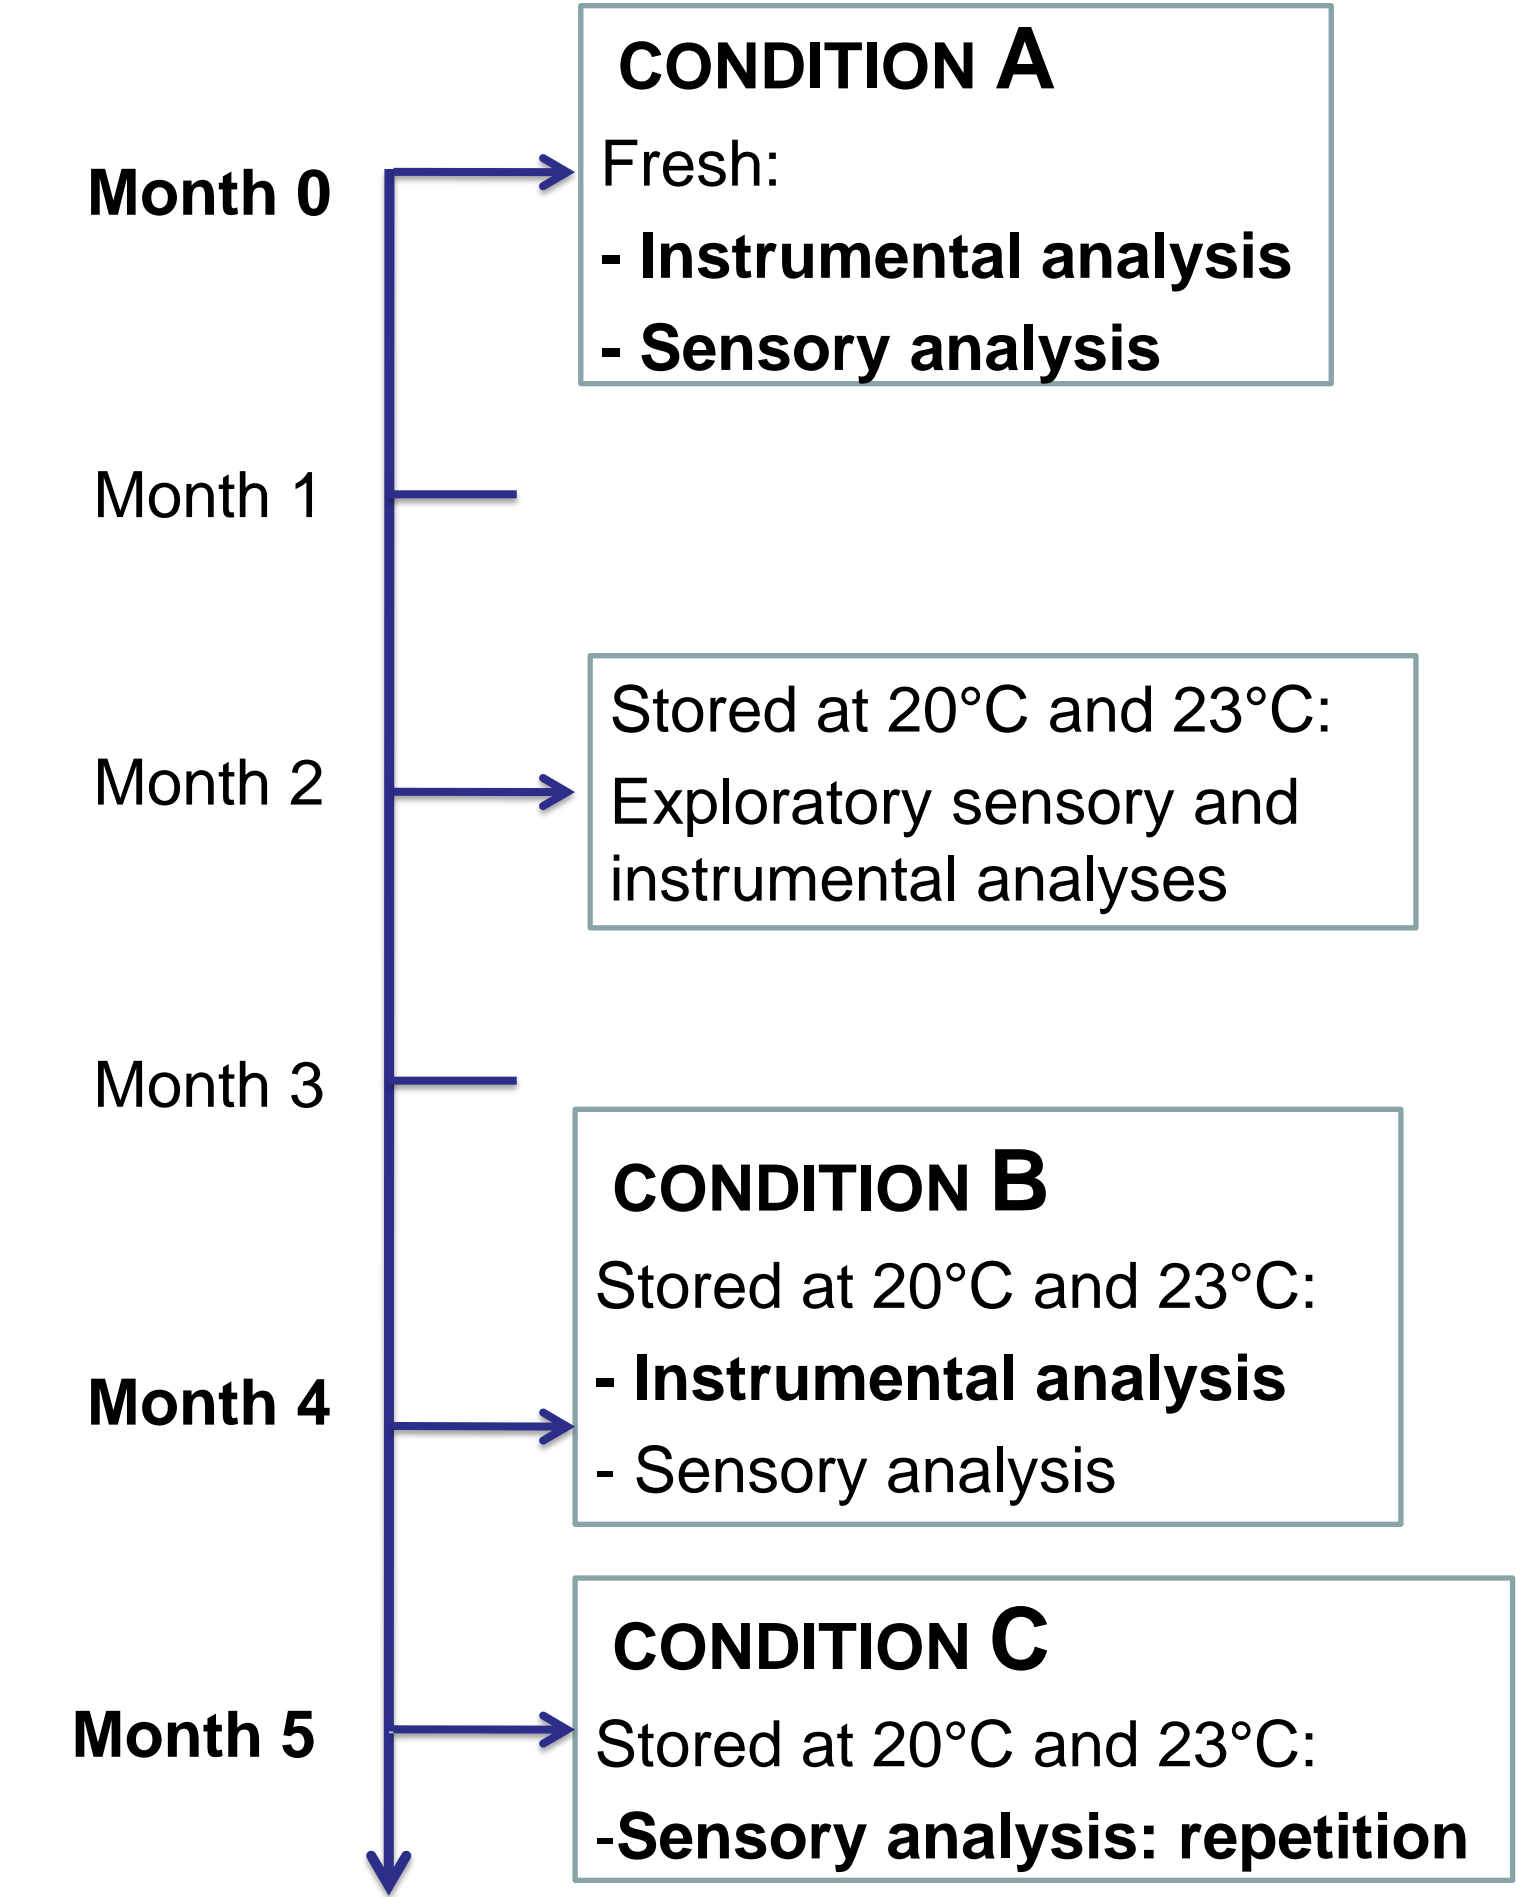 CONDITION A
Month 0
Fresh:
- Instrumental analysis
- Sensory analysis
Month 1
Month 2
Stored at 20°C and 23°C:
Exploratory sensory and
instrumental analyses
Month 3
CONDITION B
Stored at 20°C and 23°C:
Month 4
- Instrumental analysis
- Sensory analysis
CONDITION C
Month 5
Stored at 20°C and 23°C:
-Sensory analysis: repetition